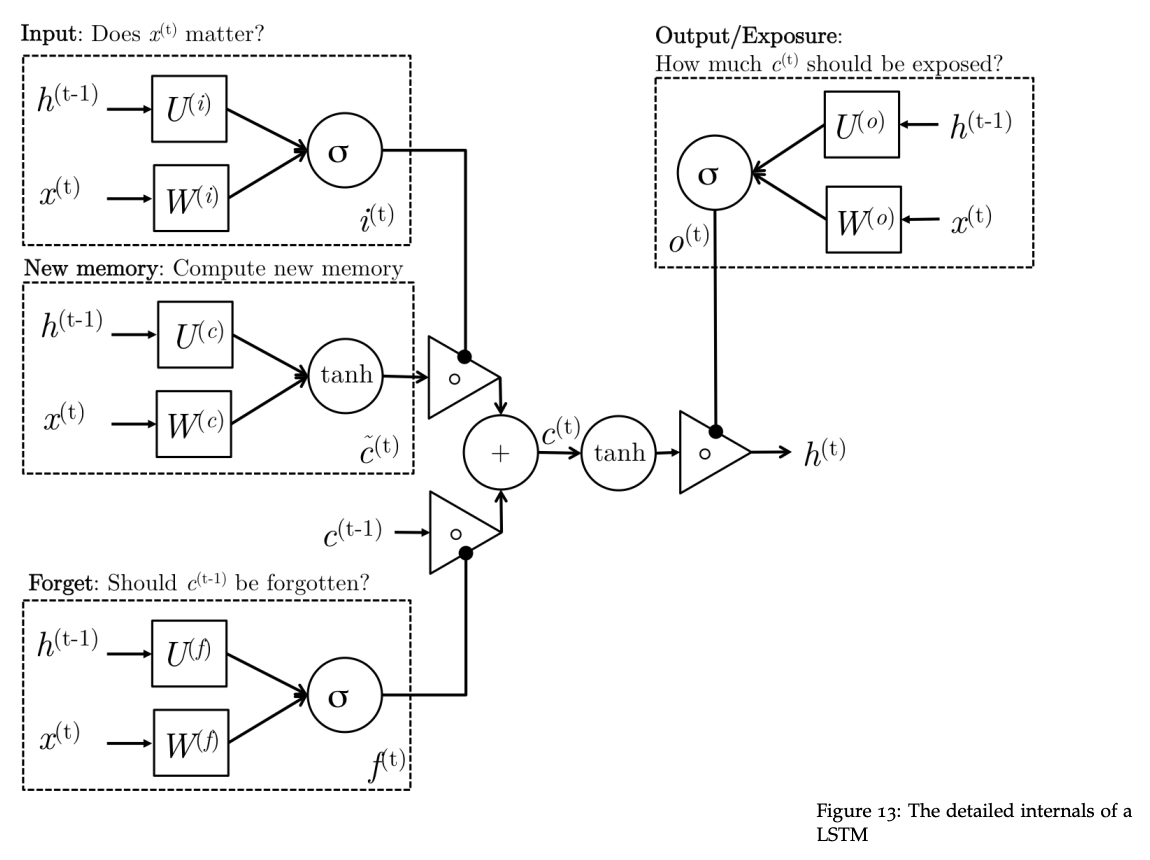 Input: Does x(t) matter?
h(t-1)
U(i)
x(t)
W(i)
σ
i(t)
New memory: Compute new memory
h(t-1)
U(c)
x(t)
W(c)
tanh
c̃(t)
Output/Exposure:
How much c(t) should be exposed?
U(o)
h(t-1)
σ
W(o)
x(t)
o(t)
+
c(t)
tanh
h(t)
c(t-1)
Forget: Should c(t-1) be forgotten?
h(t-1)
U(f)
x(t)
W(f)
σ
f(t)
Figure 13: The detailed internals of a
LSTM